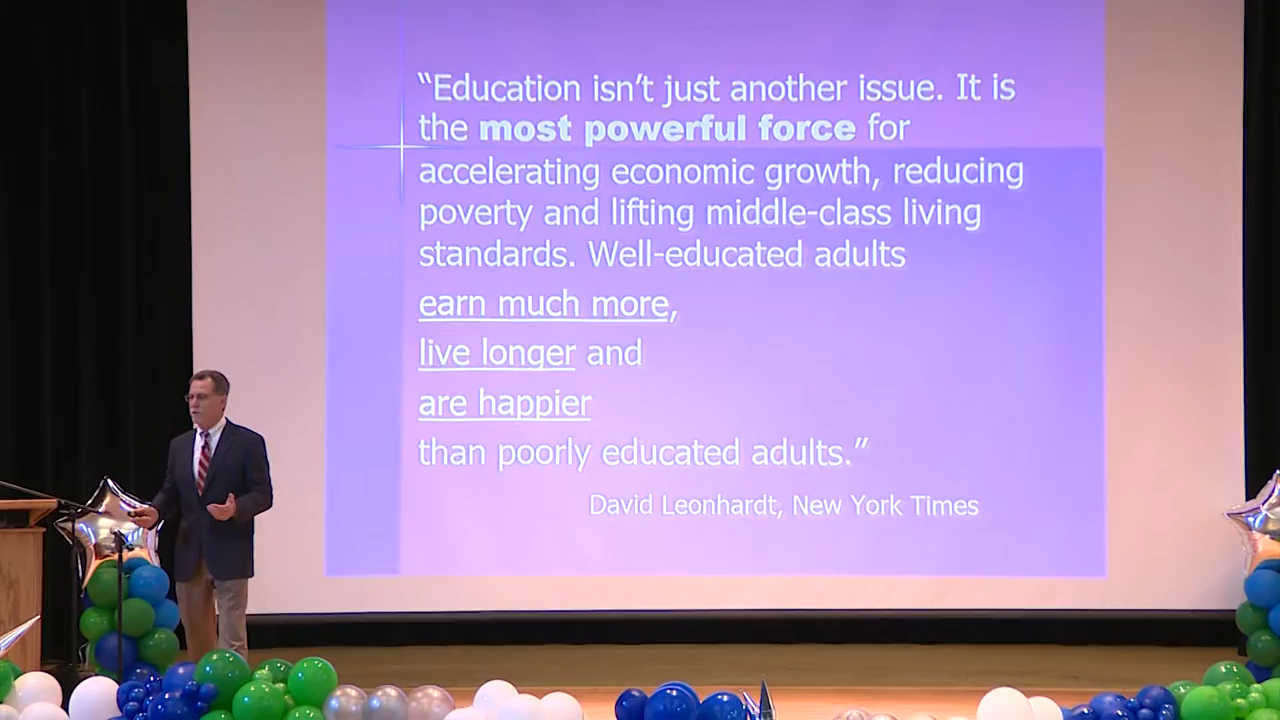 “Education isn’t just another issue. It is
the most powerful force for
accelerating economic growth, reducing
poverty and lifting middle-class living
standards. Well-educated adults
earn much more,
live longer and
are happier
than poorly educated adults.”
David Leonhardt, New York Times